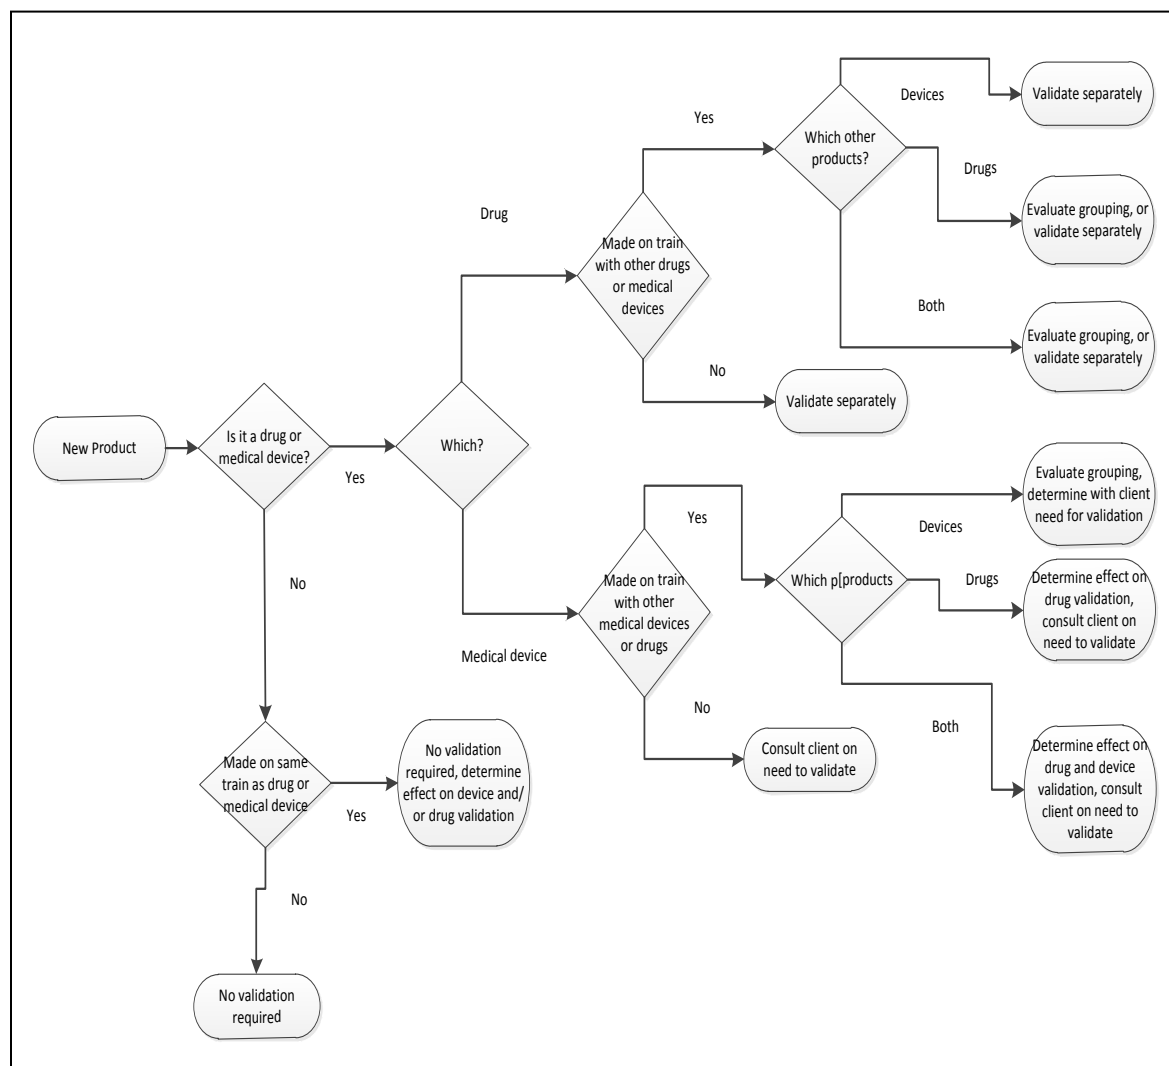 Devices
Validate separately
Yes
Which other
products?
Drugs
Drug
Evaluate grouping, or
validate separately
Made on train
with other drugs
or medical
devices
Both
Evaluate grouping, or
validate separately
No
Validate separately
New Product
Is it a drug or
medical device?
Yes
Which?
Evaluate grouping,
determine with client
need for validation
Yes
Devices
No
Made on train
with other
medical devices
or drugs
Which p[products
Drugs
Determine effect on
drug validation,
consult client on
need to validate
Medical device
No
Both
Consult client on
need to validate
Determine effect on
drug and device
validation, consult
client on need to
validate
Made on same
train as drug or
medical device
Yes
No validation
required, determine
effect on device and/
or drug validation
No
No validation
required